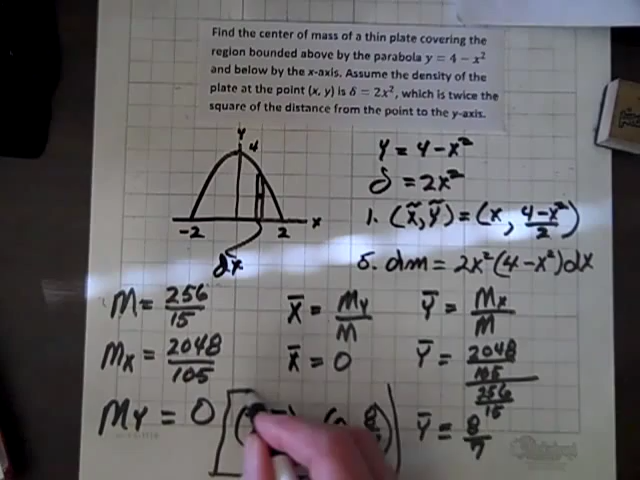 Find the center of mass of a thin plate covering the
region bounded above by the parabola y = 4 − x²
and below by the x-axis. Assume the density of the
plate at the point (x, y) is δ = 2x², which is twice the
square of the distance from the point to the y-axis.
y
4
-2
2
x
dx
y = 4-x²
δ = 2x²
1. (x̃, ỹ) = (x, 4-x²/2)
5. dm = 2x²(4-x²)dx
M = 256/15
x̄ = My/M
ȳ = Mx/M
Mx = 2048/105
x̄ = 0
ȳ = 2048/105 / 256/15
My = 0
ȳ = 8/7